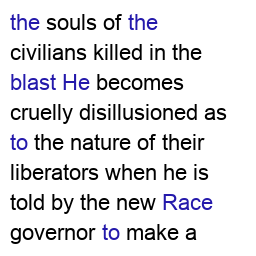 the souls of the
civilians killed in the
blast He becomes
cruelly disillusioned as
to the nature of their
liberators when he is
told by the new Race
governor to make a